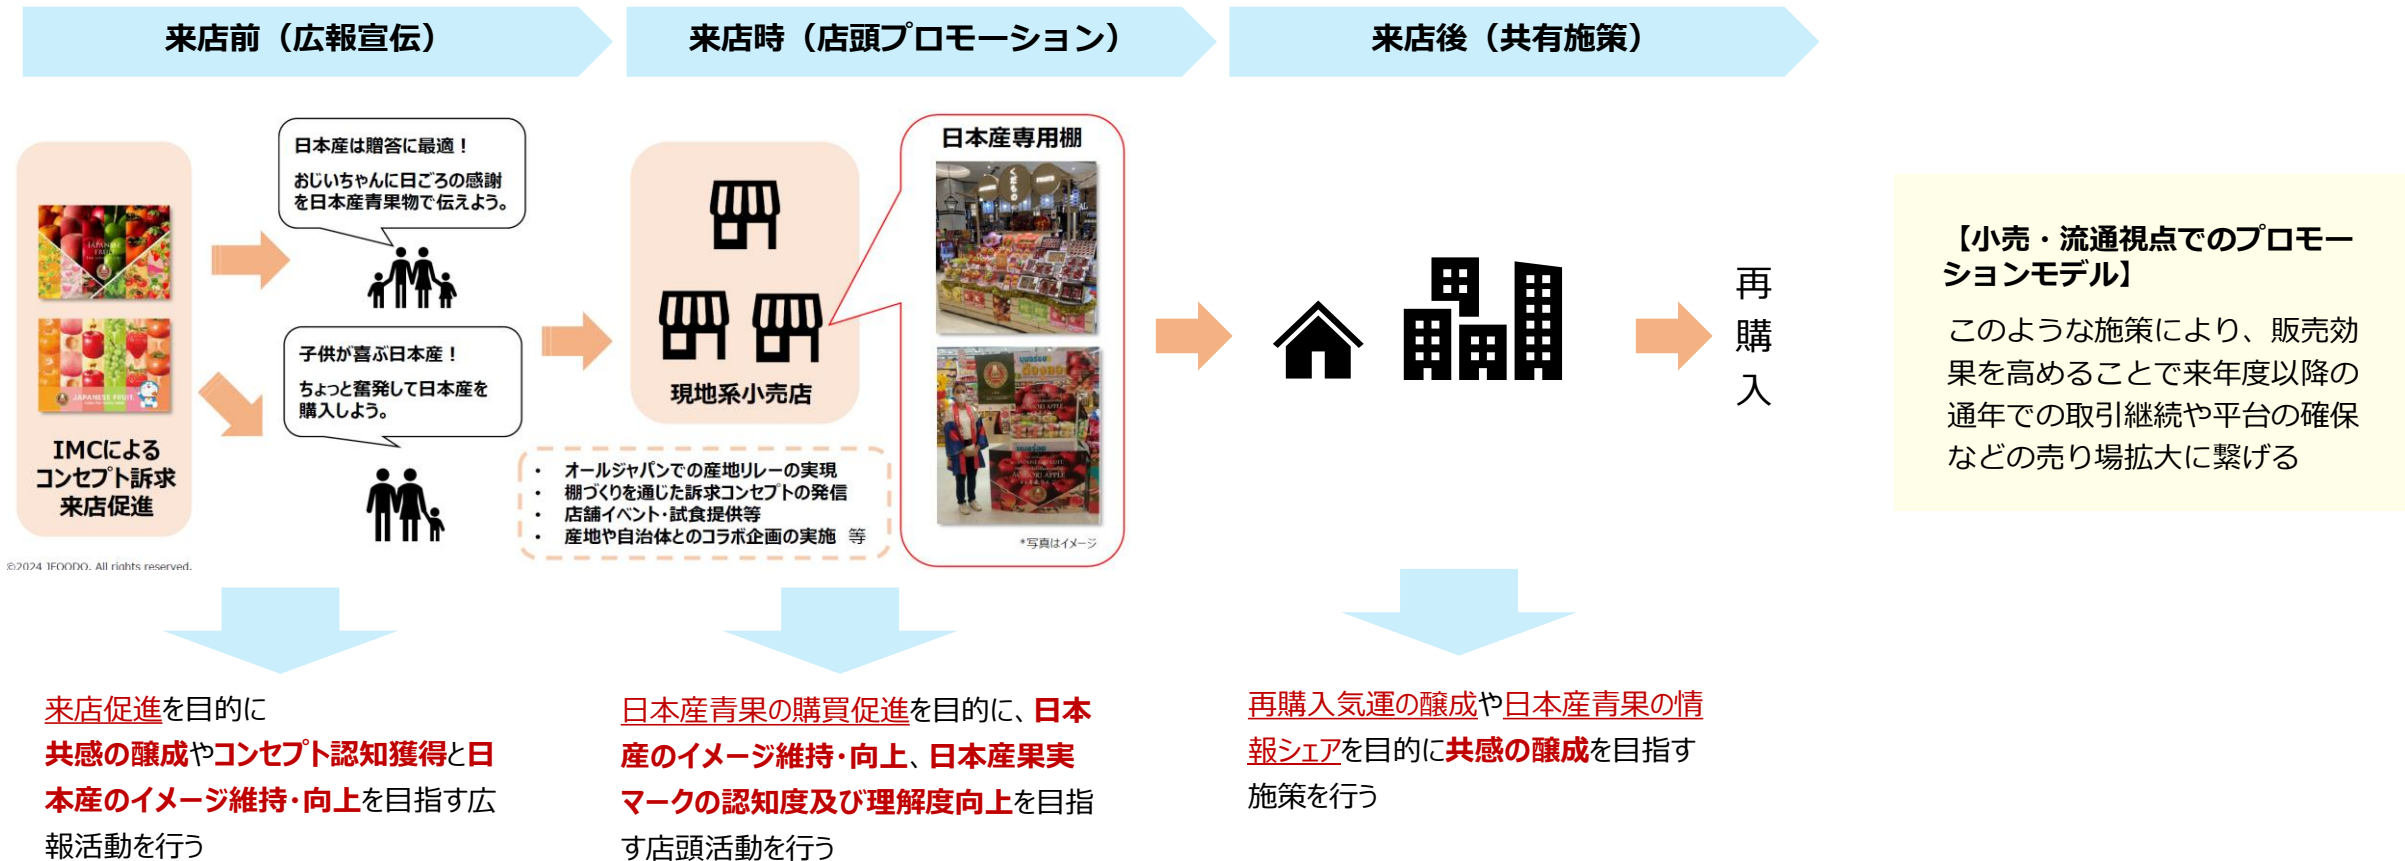 来店前（広報宣伝）
来店時（店頭プロモーション）
来店後（共有施策）
JAPANESE FRUIT
JAPANESE FRUIT
IMCによる
コンセプト訴求
来店促進
日本産は贈答に最適！
おじいちゃんに日ごろの感謝
を日本産青果物で伝えよう。
子供が喜ぶ日本産！
ちょっと奮発して日本産を
購入しよう。
現地系小売店
・ オールジャパンでの産地リレーの実現
・ 棚づくりを通じた訴求コンセプトの発信
・ 店舗イベント・試食提供等
・ 産地や自治体とのコラボ企画の実施 等
日本産専用棚
くだもの
AOMORI APPLE
*写真はイメージ
再購入
【小売・流通視点でのプロモー
ションモデル】
このような施策により、販売効
果を高めることで来年度以降の
通年での取引継続や平台の確保
などの売り場拡大に繋げる
©2024 JFOODO. All rights reserved.
来店促進を目的に
共感の醸成やコンセプト認知獲得と日
本産のイメージ維持・向上を目指す広
報活動を行う
日本産青果の購買促進を目的に、日本
産のイメージ維持・向上、日本産果実
マークの認知度及び理解度向上を目指
す店頭活動を行う
再購入気運の醸成や日本産青果の情
報シェアを目的に共感の醸成を目指す
施策を行う